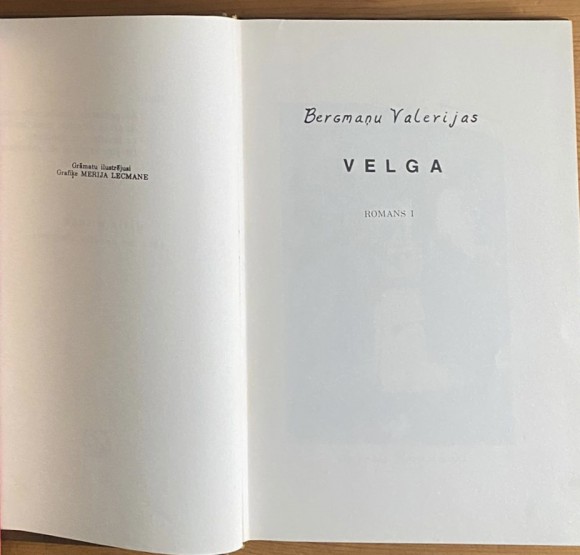 Grāmatu ilustrējusi
Grafiķe MERIJA LECMANE
Bergmaņu Valerijas
VELGA
ROMANS I